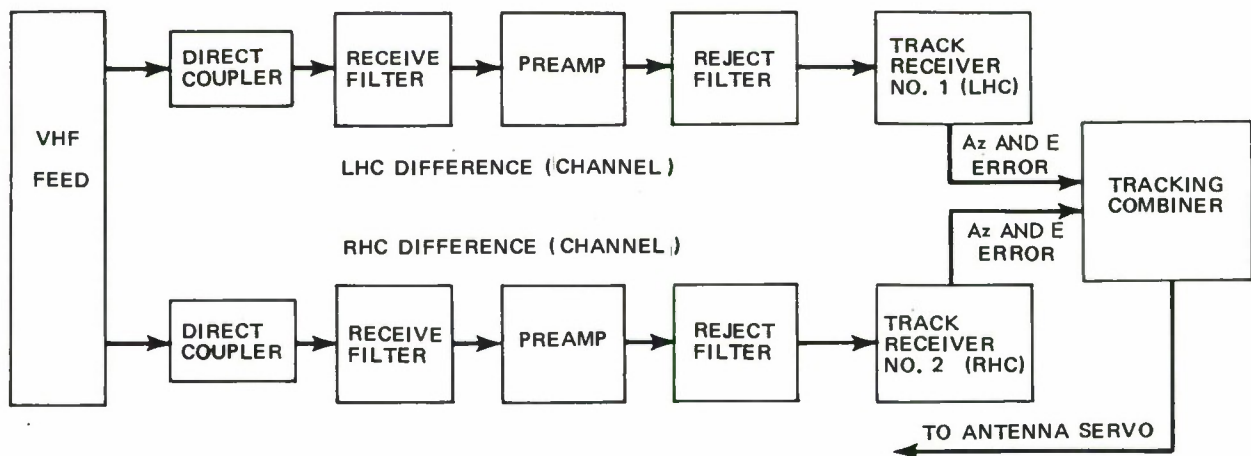 VHF
FEED
DIRECT
COUPLER
RECEIVE
FILTER
PREAMP
REJECT
FILTER
TRACK
RECEIVER
NO. 1 (LHC)
Az AND E
ERROR
LHC DIFFERENCE (CHANNEL)
TRACKING
COMBINER
RHC DIFFERENCE (CHANNEL)
Az AND E
ERROR
DIRECT
COUPLER
RECEIVE
FILTER
PREAMP
REJECT
FILTER
TRACK
RECEIVER
NO. 2 (RHC)
TO ANTENNA SERVO